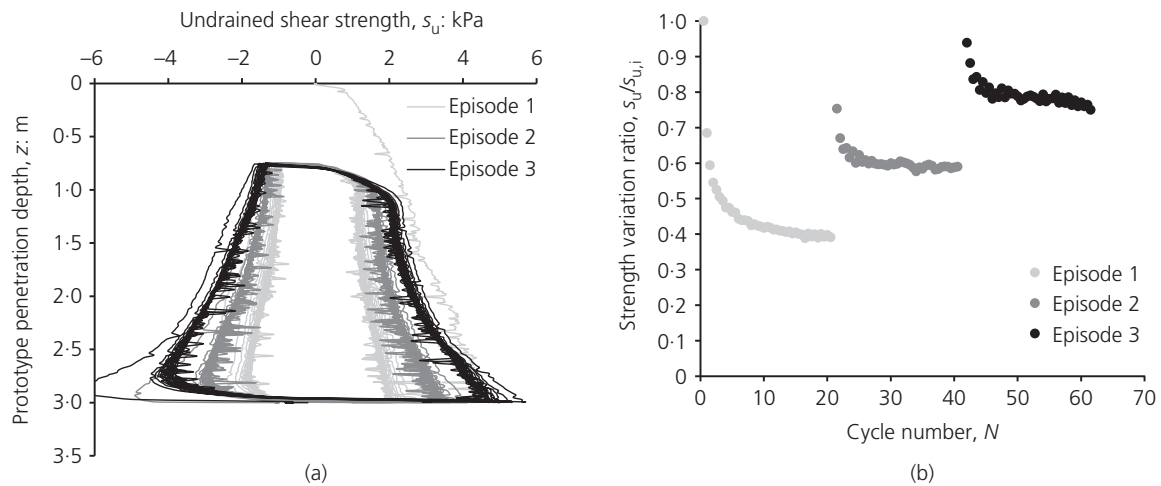 Undrained shear strength, su: kPa
−6 −4 −2 0 2 4 6
0
0·5
1·0
1·5
2·0
2·5
3·0
3·5
Prototype penetration depth, z: m
Episode 1
Episode 2
Episode 3
(a)
1·0
0·9
0·8
0·7
0·6
0·5
0·4
0·3
0·2
0·1
0
Strength variation ratio, su/su,i
Episode 1
Episode 2
Episode 3
0 10 20 30 40 50 60 70
Cycle number, N
(b)